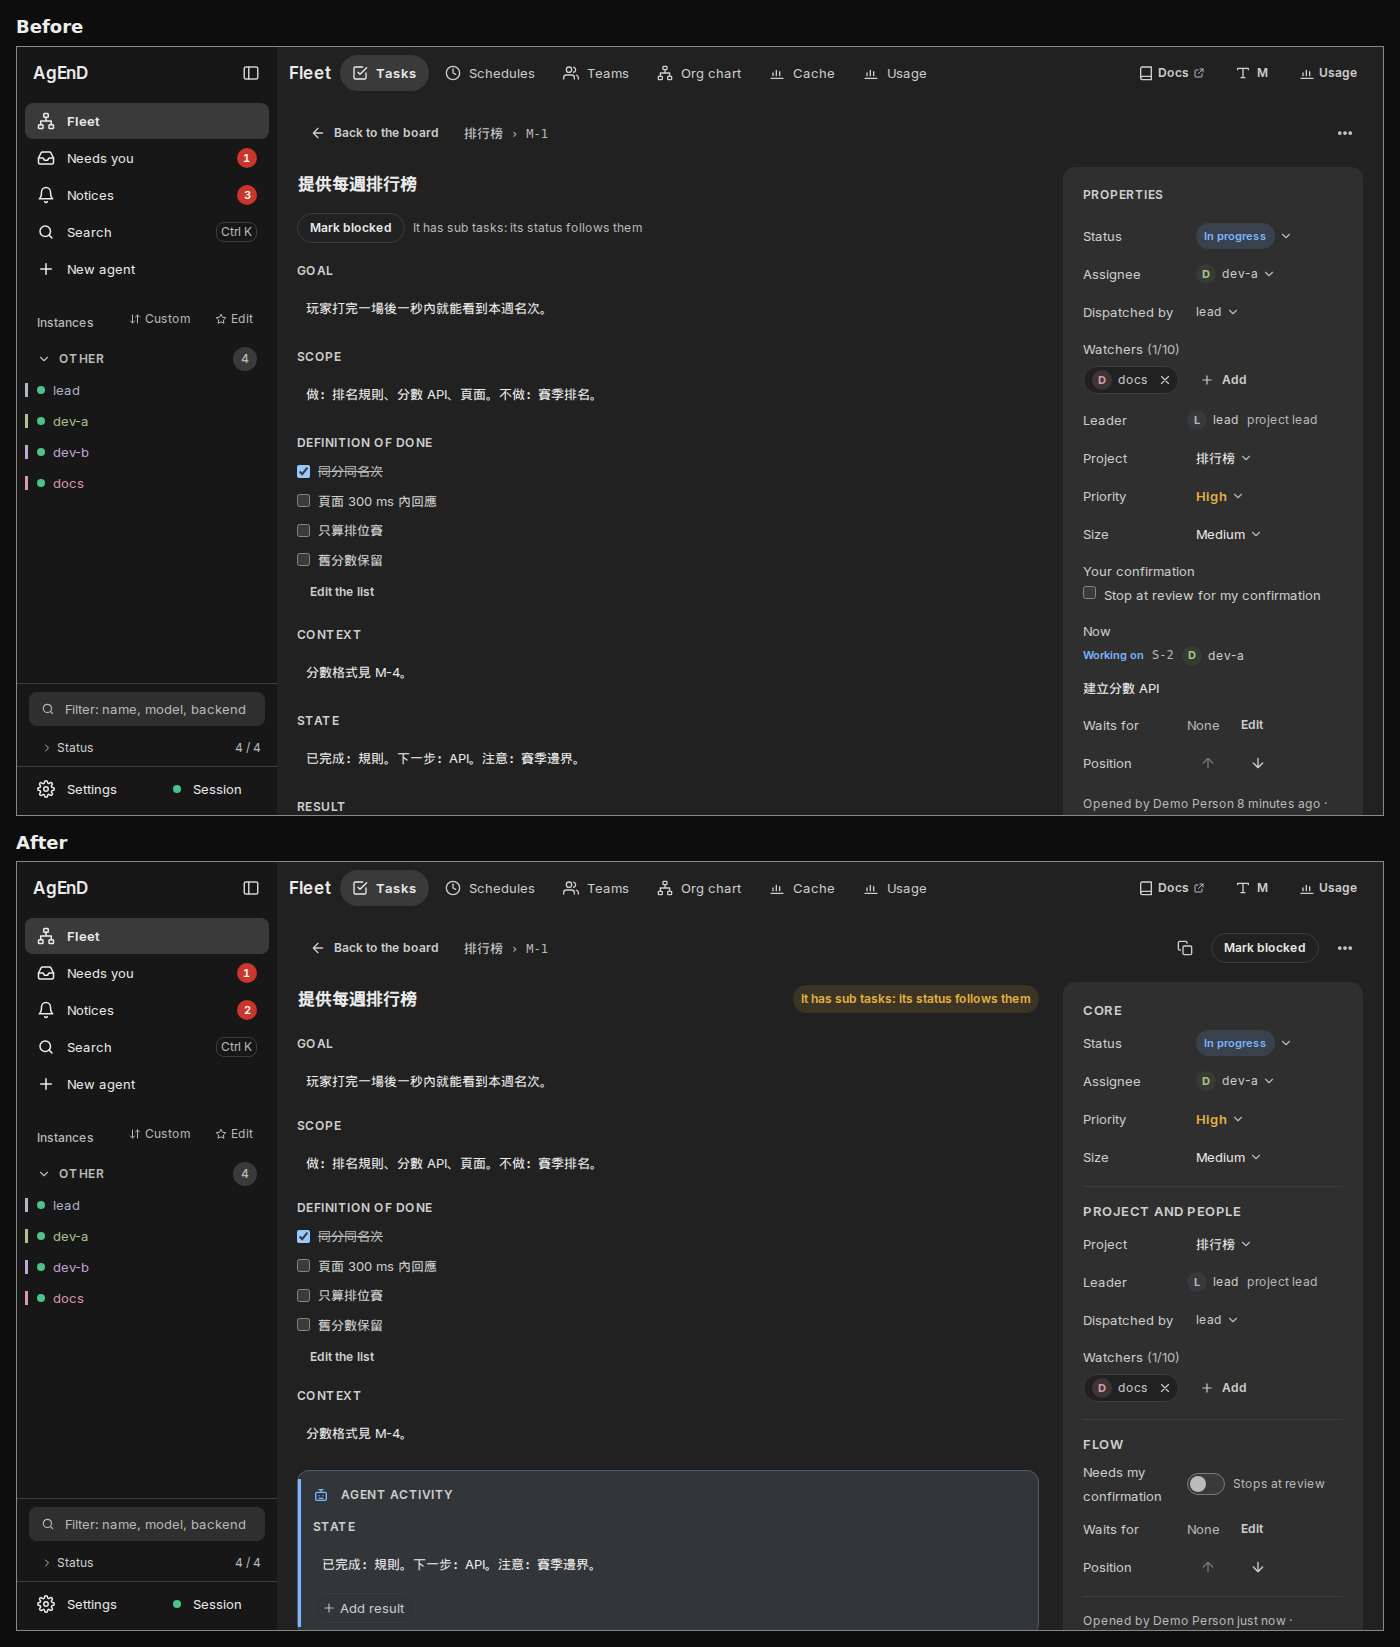 Before
AgEnD
Fleet
Tasks
Schedules
Teams
Org chart
Cache
Usage
Docs
M
Usage
Fleet
Needs you
1
Notices
3
Search
Ctrl K
New agent
Instances
Custom
Edit
OTHER
4
lead
dev-a
dev-b
docs
Filter: name, model, backend
Status
4 / 4
Settings
Session
Back to the board
排行榜 › M-1
提供每週排行榜
Mark blocked
It has sub tasks: its status follows them
GOAL
玩家打完一場後一秒內就能看到本週名次。
SCOPE
做：排名規則、分數 API、頁面。不做：賽季排名。
DEFINITION OF DONE
同分同名次
頁面 300 ms 內回應
只算排位賽
舊分數保留
Edit the list
CONTEXT
分數格式見 M-4。
STATE
已完成：規則。下一步：API。注意：賽季邊界。
RESULT
PROPERTIES
Status
In progress
Assignee
D dev-a
Dispatched by
lead
Watchers (1/10)
D docs
Add
Leader
L lead project lead
Project
排行榜
Priority
High
Size
Medium
Your confirmation
Stop at review for my confirmation
Now
Working on S-2 D dev-a
建立分數 API
Waits for
None
Edit
Position
Opened by Demo Person 8 minutes ago ·
After
AgEnD
Fleet
Tasks
Schedules
Teams
Org chart
Cache
Usage
Docs
M
Usage
Fleet
Needs you
1
Notices
2
Search
Ctrl K
New agent
Instances
Custom
Edit
OTHER
4
lead
dev-a
dev-b
docs
Filter: name, model, backend
Status
4 / 4
Settings
Session
Back to the board
排行榜 › M-1
Mark blocked
提供每週排行榜
It has sub tasks: its status follows them
GOAL
玩家打完一場後一秒內就能看到本週名次。
SCOPE
做：排名規則、分數 API、頁面。不做：賽季排名。
DEFINITION OF DONE
同分同名次
頁面 300 ms 內回應
只算排位賽
舊分數保留
Edit the list
CONTEXT
分數格式見 M-4。
AGENT ACTIVITY
STATE
已完成：規則。下一步：API。注意：賽季邊界。
Add result
CORE
Status
In progress
Assignee
D dev-a
Priority
High
Size
Medium
PROJECT AND PEOPLE
Project
排行榜
Leader
L lead project lead
Dispatched by
lead
Watchers (1/10)
D docs
Add
FLOW
Needs my
confirmation
Stops at review
Waits for
None
Edit
Position
Opened by Demo Person just now ·